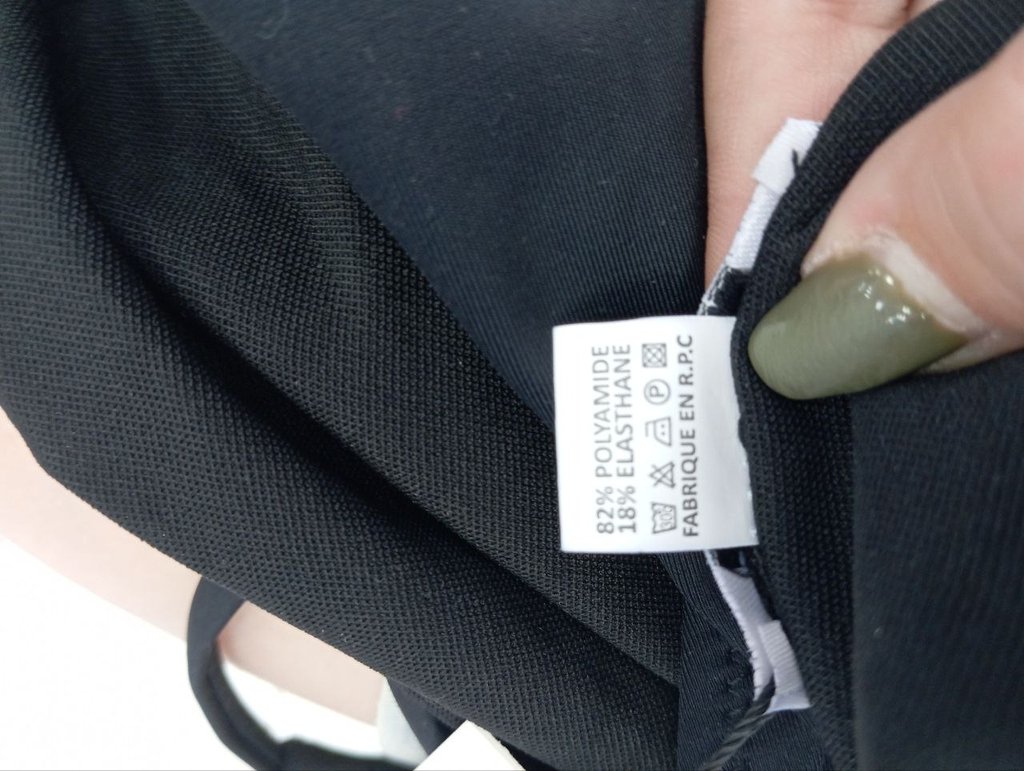 82% POLYAMIDE
18% ELASTHANE
P
FABRIQUE EN R.P.C